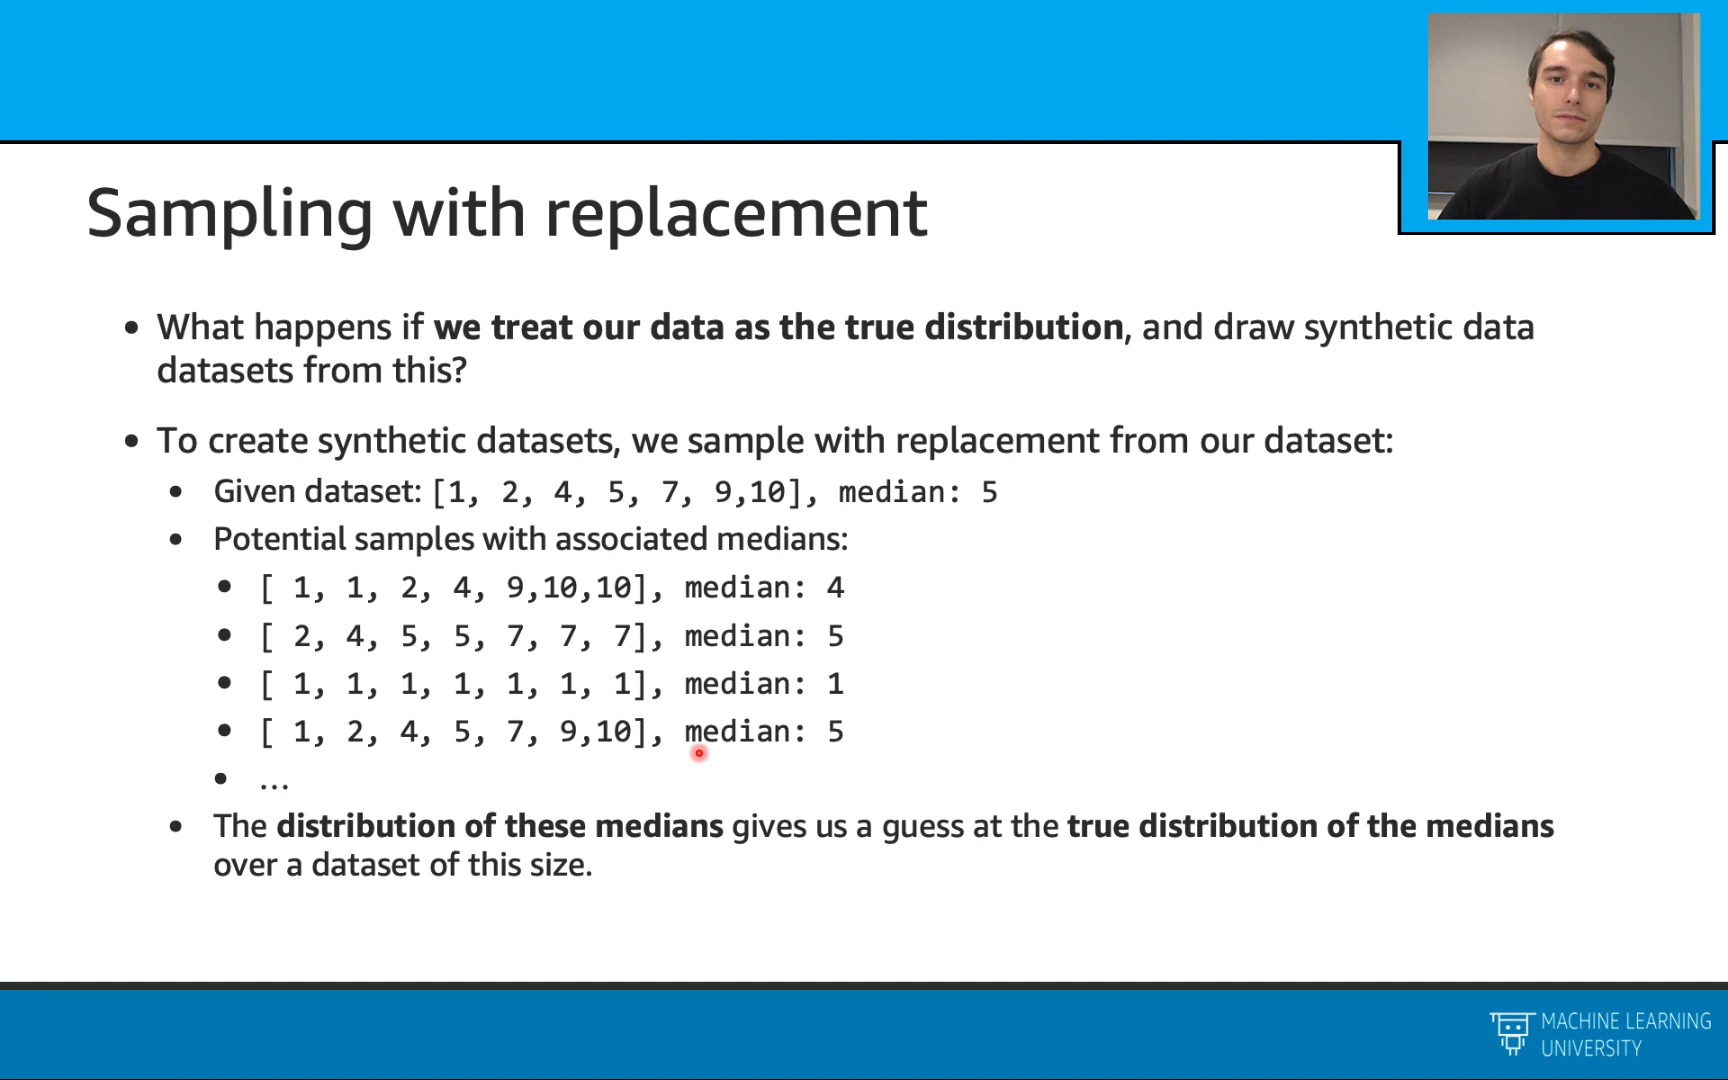 Sampling with replacement
• What happens if we treat our data as the true distribution, and draw synthetic data
datasets from this?
• To create synthetic datasets, we sample with replacement from our dataset:
• Given dataset: [1, 2, 4, 5, 7, 9,10], median: 5
• Potential samples with associated medians:
• [ 1, 1, 2, 4, 9,10,10], median: 4
• [ 2, 4, 5, 5, 7, 7, 7], median: 5
• [ 1, 1, 1, 1, 1, 1, 1], median: 1
• [ 1, 2, 4, 5, 7, 9,10], median: 5
• ...
• The distribution of these medians gives us a guess at the true distribution of the medians
over a dataset of this size.
MACHINE LEARNING
UNIVERSITY